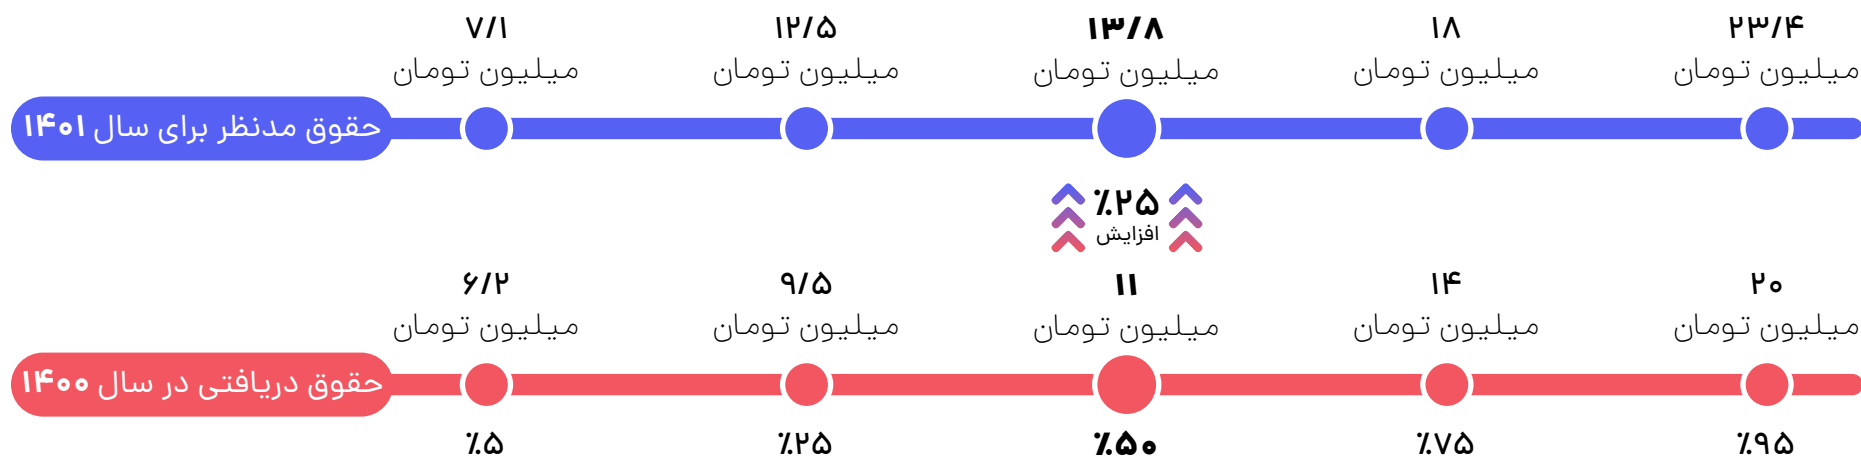 ۷/۱
میلیون تومان
۱۲/۵
میلیون تومان
۱۳/۸
میلیون تومان
۱۸
میلیون تومان
۲۳/۴
میلیون تومان
حقوق مدنظر برای سال ۱۴۰۱
٪۲۵
افزایش
۶/۲
میلیون تومان
۹/۵
میلیون تومان
۱۱
میلیون تومان
۱۴
میلیون تومان
۲۰
میلیون تومان
حقوق دریافتی در سال ۱۴۰۰
٪۵
٪۲۵
٪۵۰
٪۷۵
٪۹۵